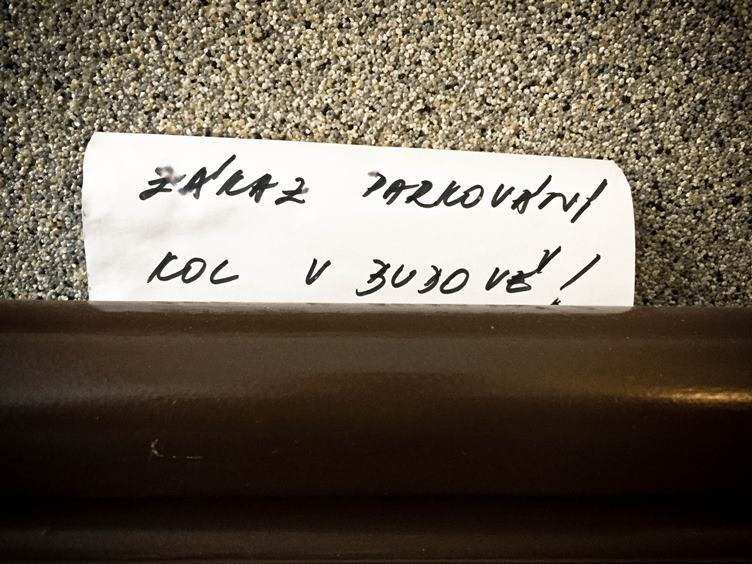 ZÁKAZ PARKOVÁNÍ
KOL V BUDOVĚ!